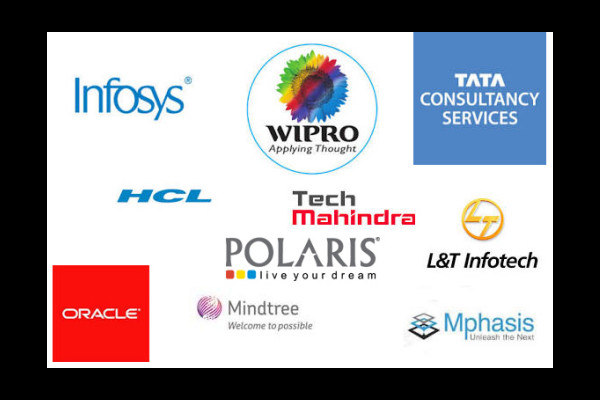 Infosys®
WIPRO
Applying Thought
TATA
CONSULTANCY
SERVICES
HCL
Tech
Mahindra
LT
L&T Infotech
POLARIS®
live your dream
ORACLE®
Mindtree
Welcome to possible
Mphasis
Unleash the Next